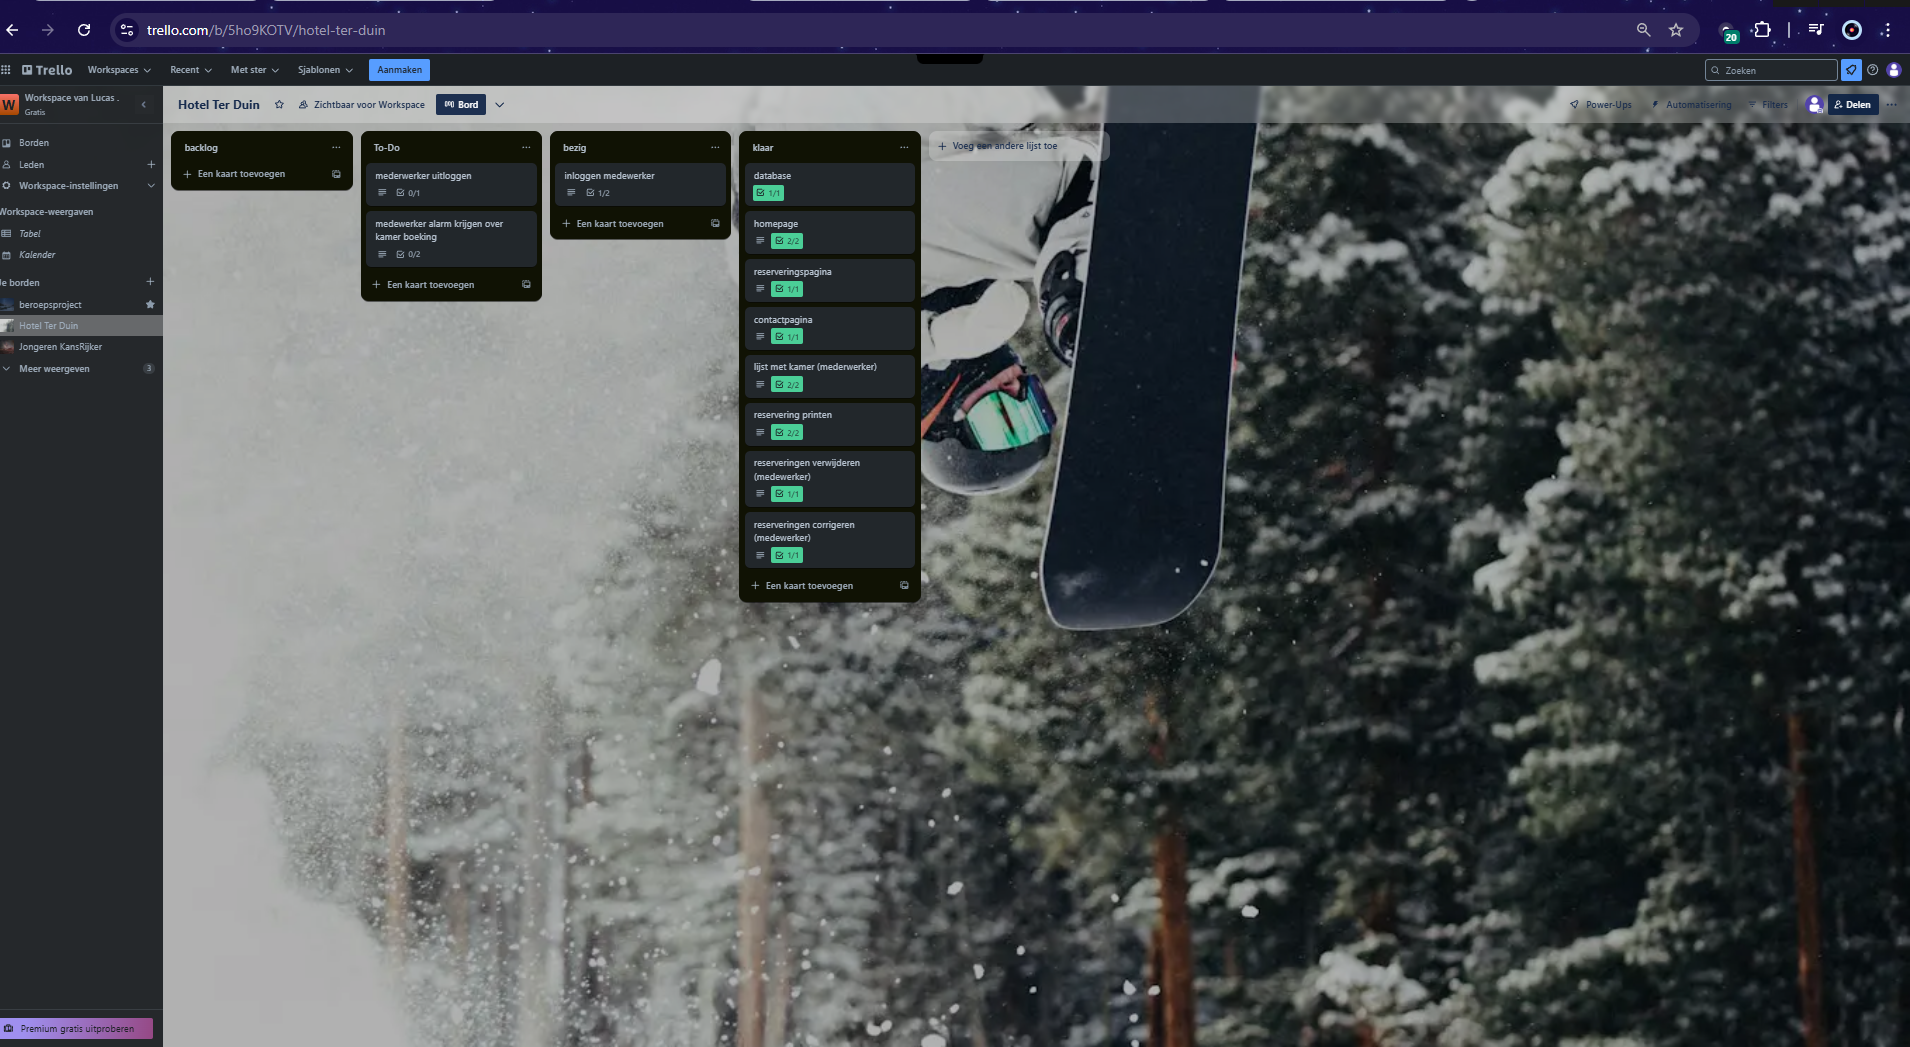 trello.com/b/5ho9KOTV/hotel-ter-duin
20
Trello
Workspaces
Recent
Met ster
Sjablonen
Aanmaken
Zoeken
W
Workspace van Lucas .
Gratis
Hotel Ter Duin
Zichtbaar voor Workspace
Bord
Power-Ups
Automatisering
Filters
Delen
Borden
Leden
Workspace-instellingen
Workspace-weergaven
Tabel
Kalender
Je borden
beroepsproject
Hotel Ter Duin
Jongeren KansRijker
Meer weergeven
3
Premium gratis uitproberen
backlog
Een kaart toevoegen
To-Do
mederwerker uitloggen
0/1
medewerker alarm krijgen over
kamer boeking
0/2
Een kaart toevoegen
bezig
inloggen medewerker
1/2
Een kaart toevoegen
klaar
database
1/1
homepage
2/2
reserveringspagina
1/1
contactpagina
1/1
lijst met kamer (mederwerker)
2/2
reservering printen
2/2
reserveringen verwijderen
(medewerker)
1/1
reserveringen corrigeren
(medewerker)
1/1
Een kaart toevoegen
Voeg een andere lijst toe